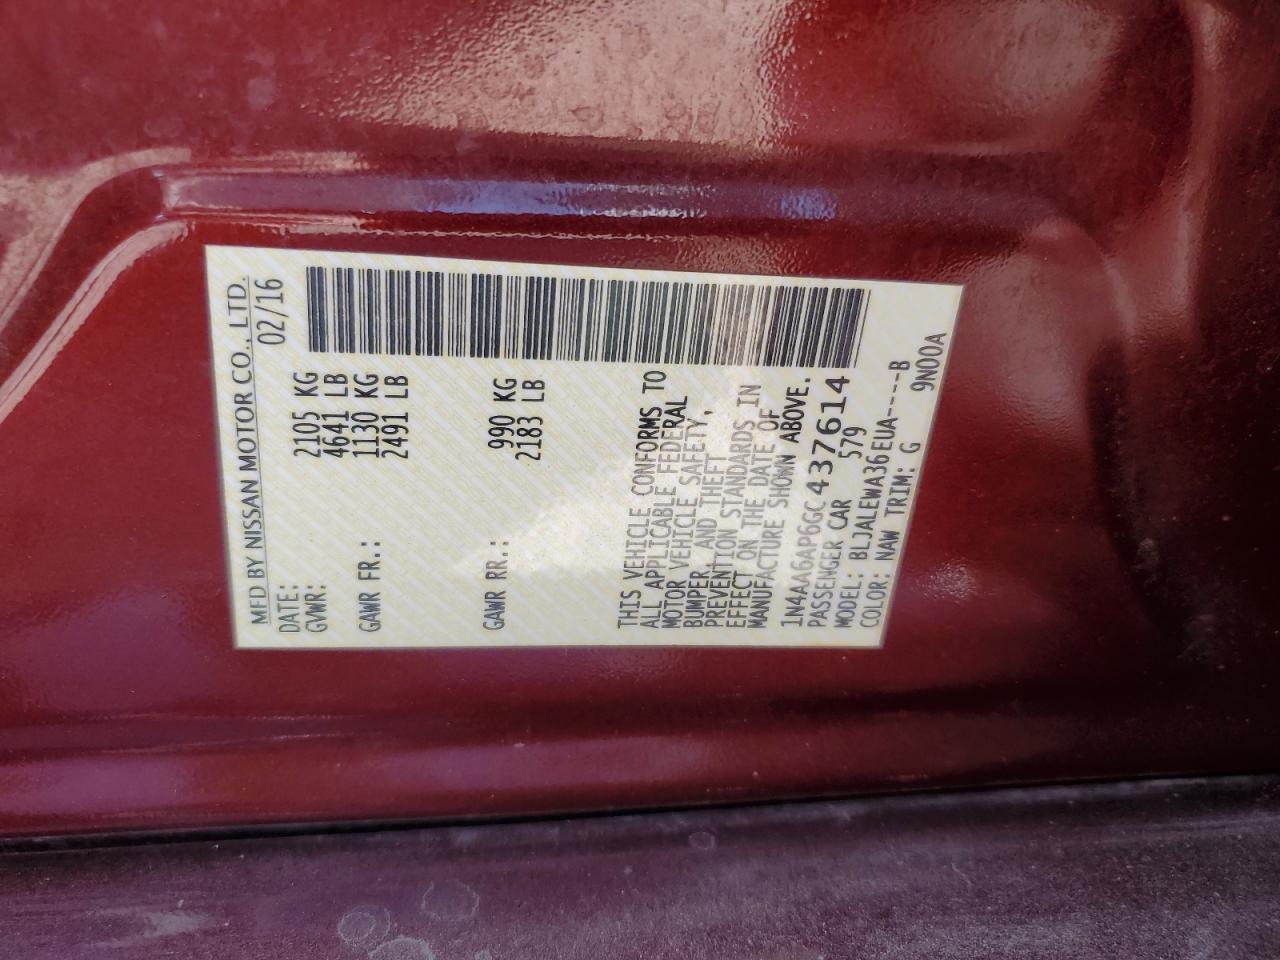 MFD BY NISSAN MOTOR CO., LTD.
DATE: 02/16
GVWR: 2105 KG
4641 LB
GAWR FR.: 1130 KG
2491 LB
GAWR RR.: 990 KG
2183 LB
THIS VEHICLE CONFORMS TO
ALL APPLICABLE FEDERAL
MOTOR VEHICLE SAFETY,
BUMPER, AND THEFT
PREVENTION STANDARDS IN
EFFECT ON THE DATE OF
MANUFACTURE SHOWN ABOVE.
1N4AA6AP6GC437614
PASSENGER CAR 579
MODEL: BLJALEWA36EUA----B
COLOR: NAW TRIM: G 9N00A